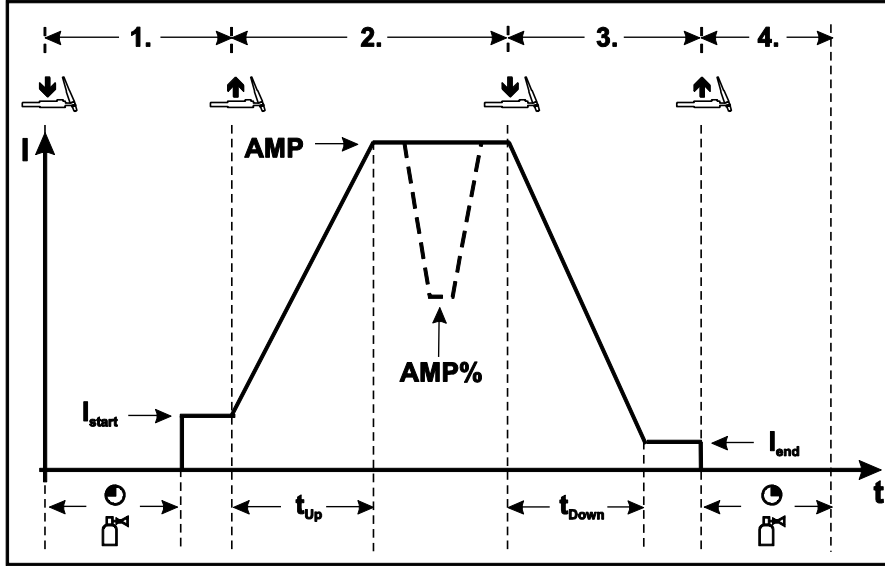 1. 2. 3. 4.
I
AMP
AMP%
Istart
Iend
t
tUp
tDown